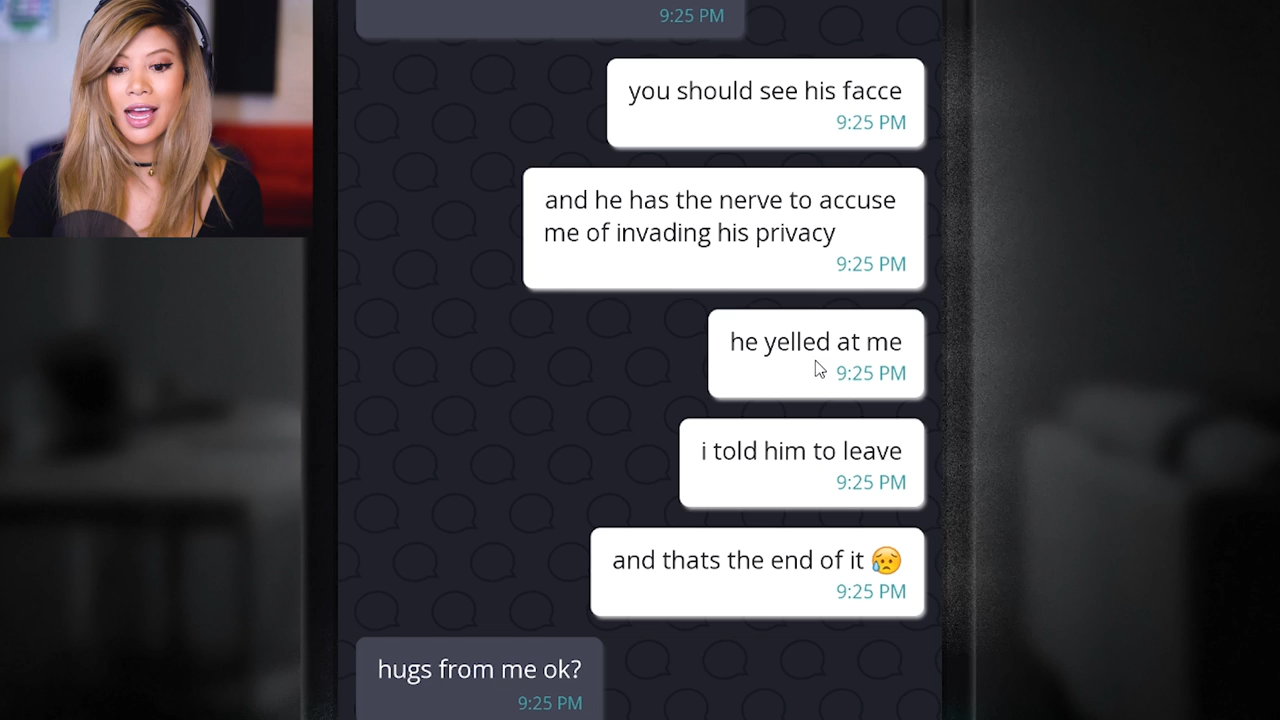 9:25 PM
you should see his facce
9:25 PM
and he has the nerve to accuse
me of invading his privacy
9:25 PM
he yelled at me
9:25 PM
i told him to leave
9:25 PM
and thats the end of it 😥
9:25 PM
hugs from me ok?
9:25 PM